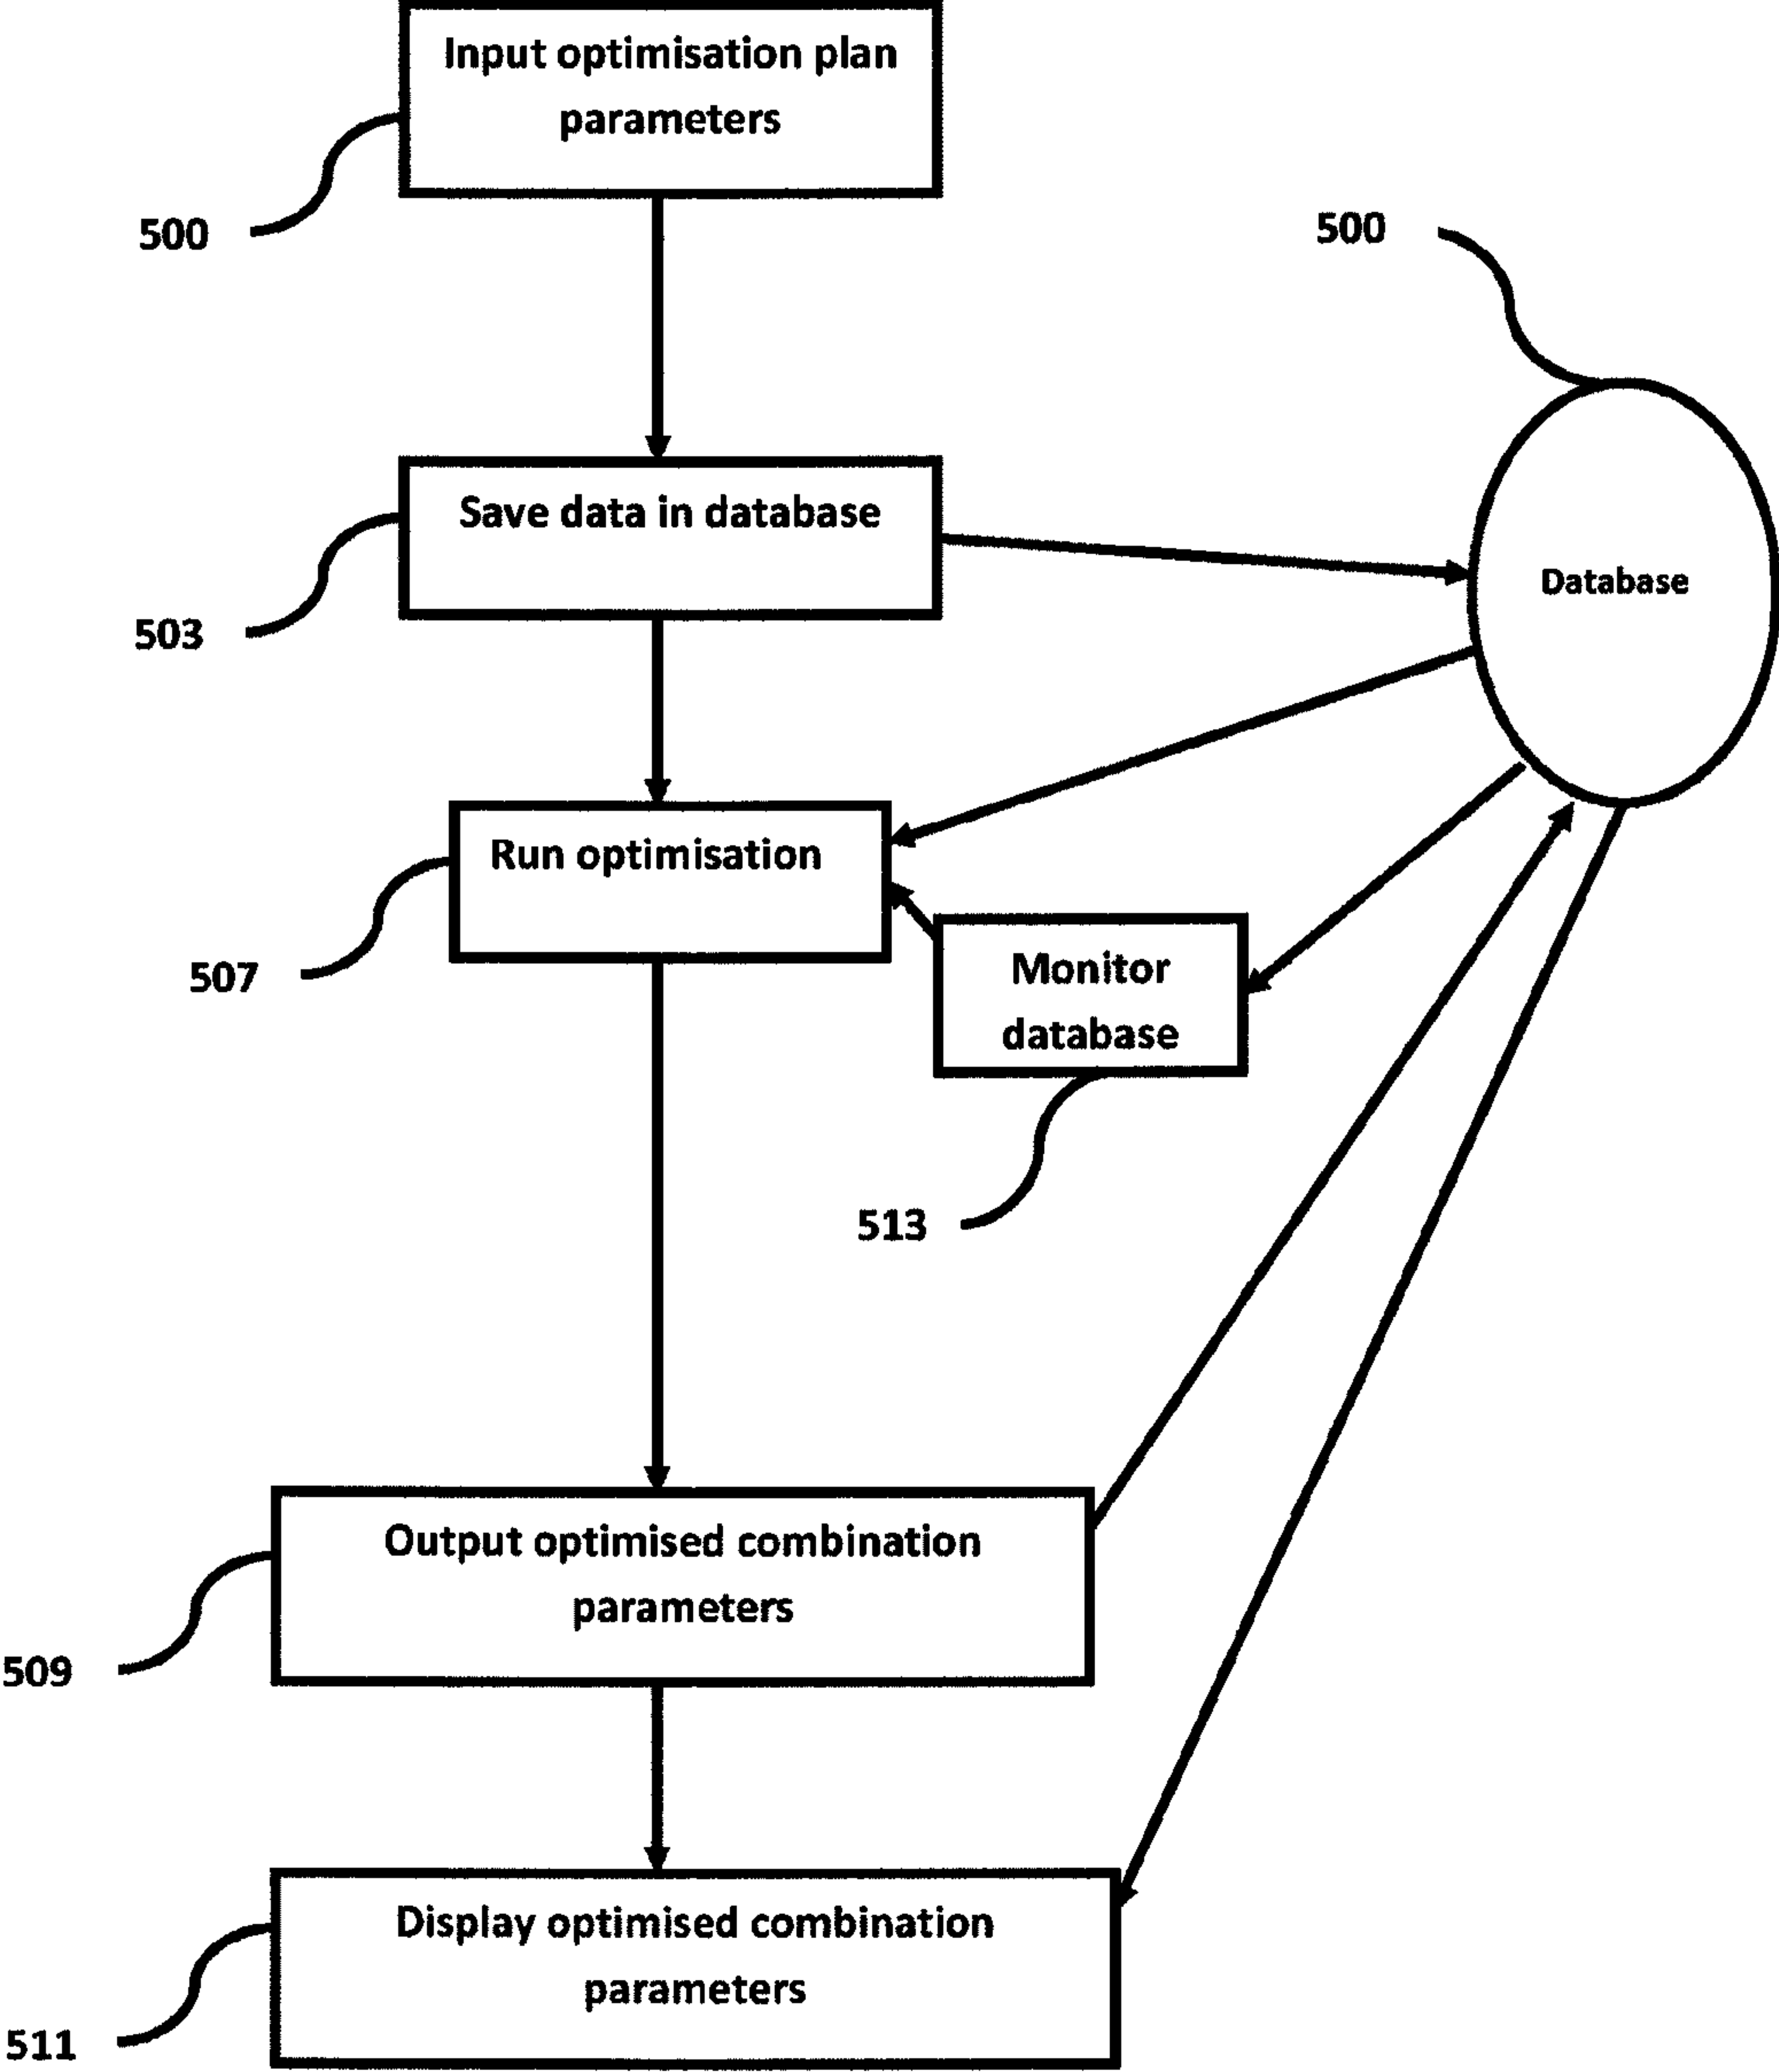 Input optimisation plan
parameters
500
500
Save data in database
503
Database
Run optimisation
507
Monitor
database
513
Output optimised combination
parameters
509
Display optimised combination
parameters
511